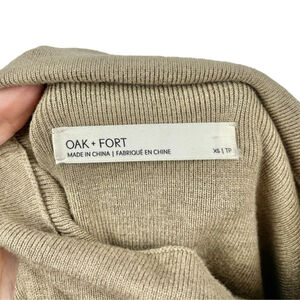 OAK + FORT
MADE IN CHINA | FABRIQUÉ EN CHINE
XS | TP